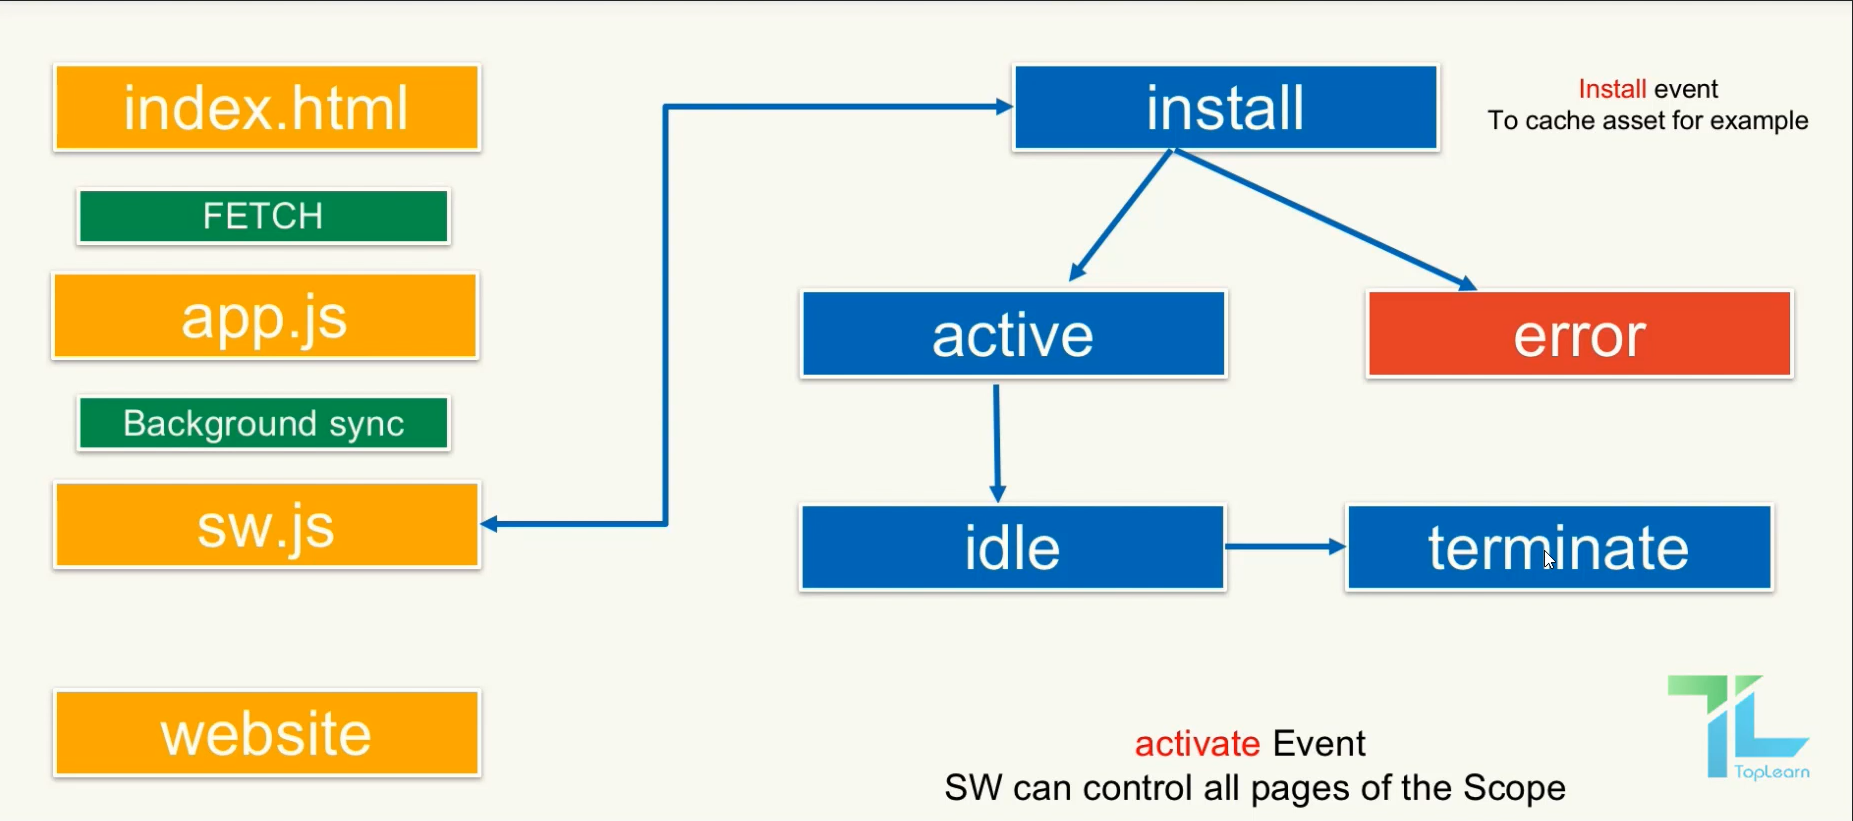 index.html
FETCH
app.js
Background sync
sw.js
website
install
Install event
To cache asset for example
active
error
idle
terminate
activate Event
SW can control all pages of the Scope
TopLearn